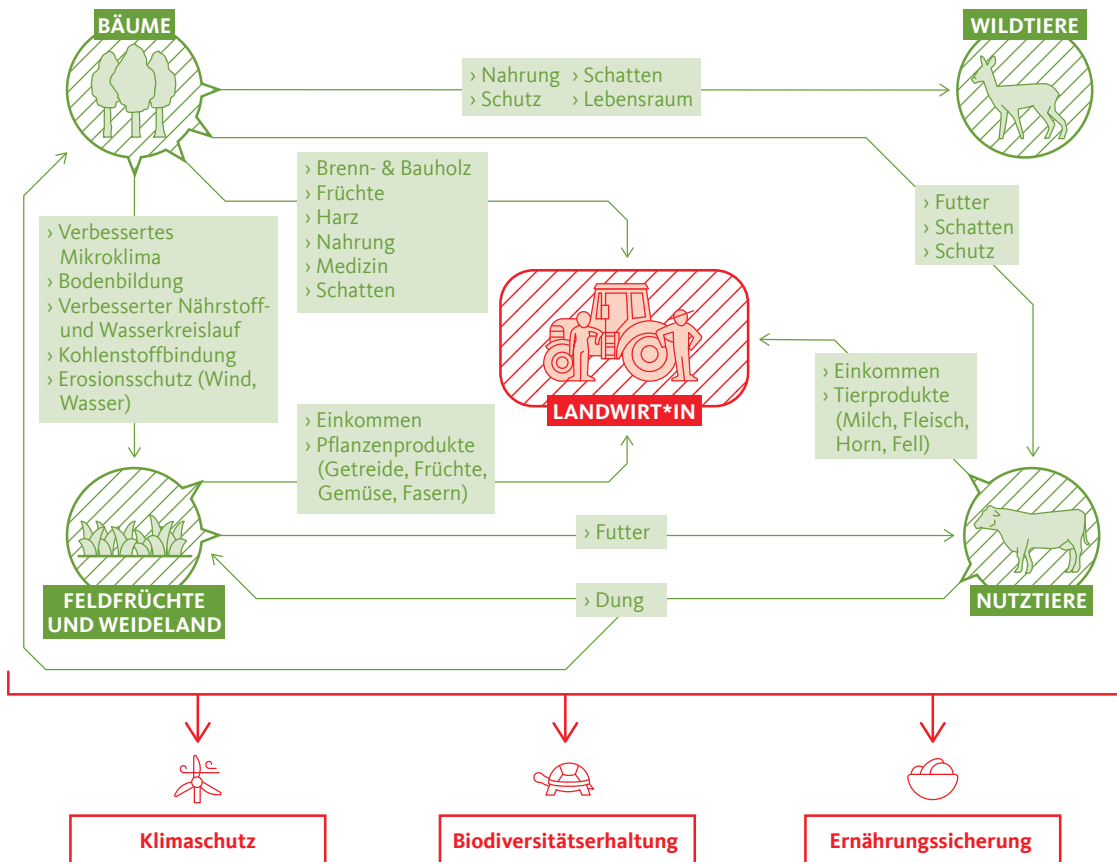 BÄUME
WILDTIERE
› Nahrung › Schatten
› Schutz › Lebensraum
› Brenn- & Bauholz
› Früchte
› Harz
› Nahrung
› Medizin
› Schatten
› Futter
› Schatten
› Schutz
› Verbessertes
Mikroklima
› Bodenbildung
› Verbesserter Nährstoff-
und Wasserkreislauf
› Kohlenstoffbindung
› Erosionsschutz (Wind,
Wasser)
LANDWIRT*IN
› Einkommen
› Tierprodukte
(Milch, Fleisch,
Horn, Fell)
› Einkommen
› Pflanzenprodukte
(Getreide, Früchte,
Gemüse, Fasern)
› Futter
› Dung
FELDFRÜCHTE
UND WEIDELAND
NUTZTIERE
Klimaschutz
Biodiversitätserhaltung
Ernährungssicherung